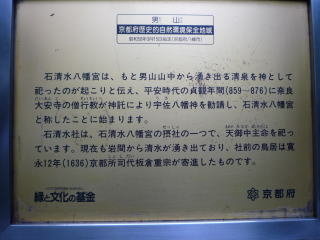 男山
京都府歴史的自然環境保全地域
石清水八幡宮は、もと男山山中から湧き出る清泉を神として
祀ったのが起こりと伝え、平安時代の貞観年間(859~876)に奈良
大安寺の僧行教が神託により宇佐八幡神を勧請し、石清水八幡宮
と称したことに始まります。
石清水社は、石清水八幡宮の摂社の一つで、天御中主命を祀っ
ています。現在も岩間から清水が湧き出ており、社前の鳥居は寛
永12年(1636)京都所司代板倉重宗が寄進したものです。
緑と文化の基金
京都府